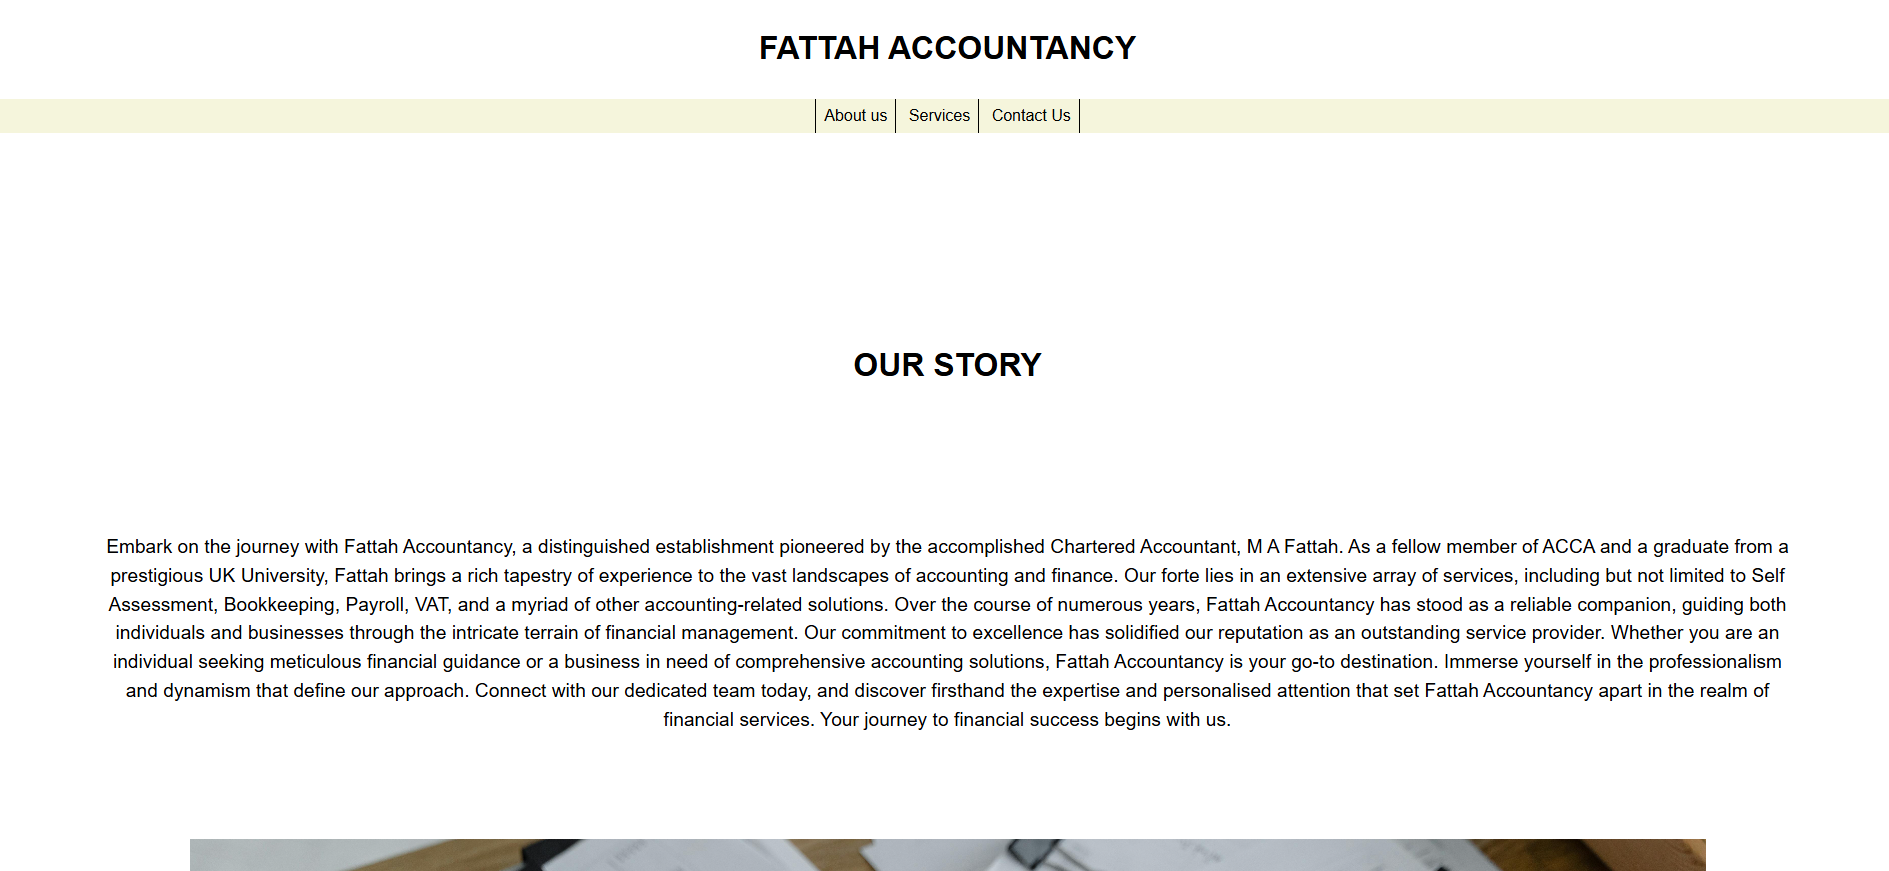 FATTAH ACCOUNTANCY
About us
Services
Contact Us
OUR STORY
Embark on the journey with Fattah Accountancy, a distinguished establishment pioneered by the accomplished Chartered Accountant, M A Fattah. As a fellow member of ACCA and a graduate from a
prestigious UK University, Fattah brings a rich tapestry of experience to the vast landscapes of accounting and finance. Our forte lies in an extensive array of services, including but not limited to Self
Assessment, Bookkeeping, Payroll, VAT, and a myriad of other accounting-related solutions. Over the course of numerous years, Fattah Accountancy has stood as a reliable companion, guiding both
individuals and businesses through the intricate terrain of financial management. Our commitment to excellence has solidified our reputation as an outstanding service provider. Whether you are an
individual seeking meticulous financial guidance or a business in need of comprehensive accounting solutions, Fattah Accountancy is your go-to destination. Immerse yourself in the professionalism
and dynamism that define our approach. Connect with our dedicated team today, and discover firsthand the expertise and personalised attention that set Fattah Accountancy apart in the realm of
financial services. Your journey to financial success begins with us.